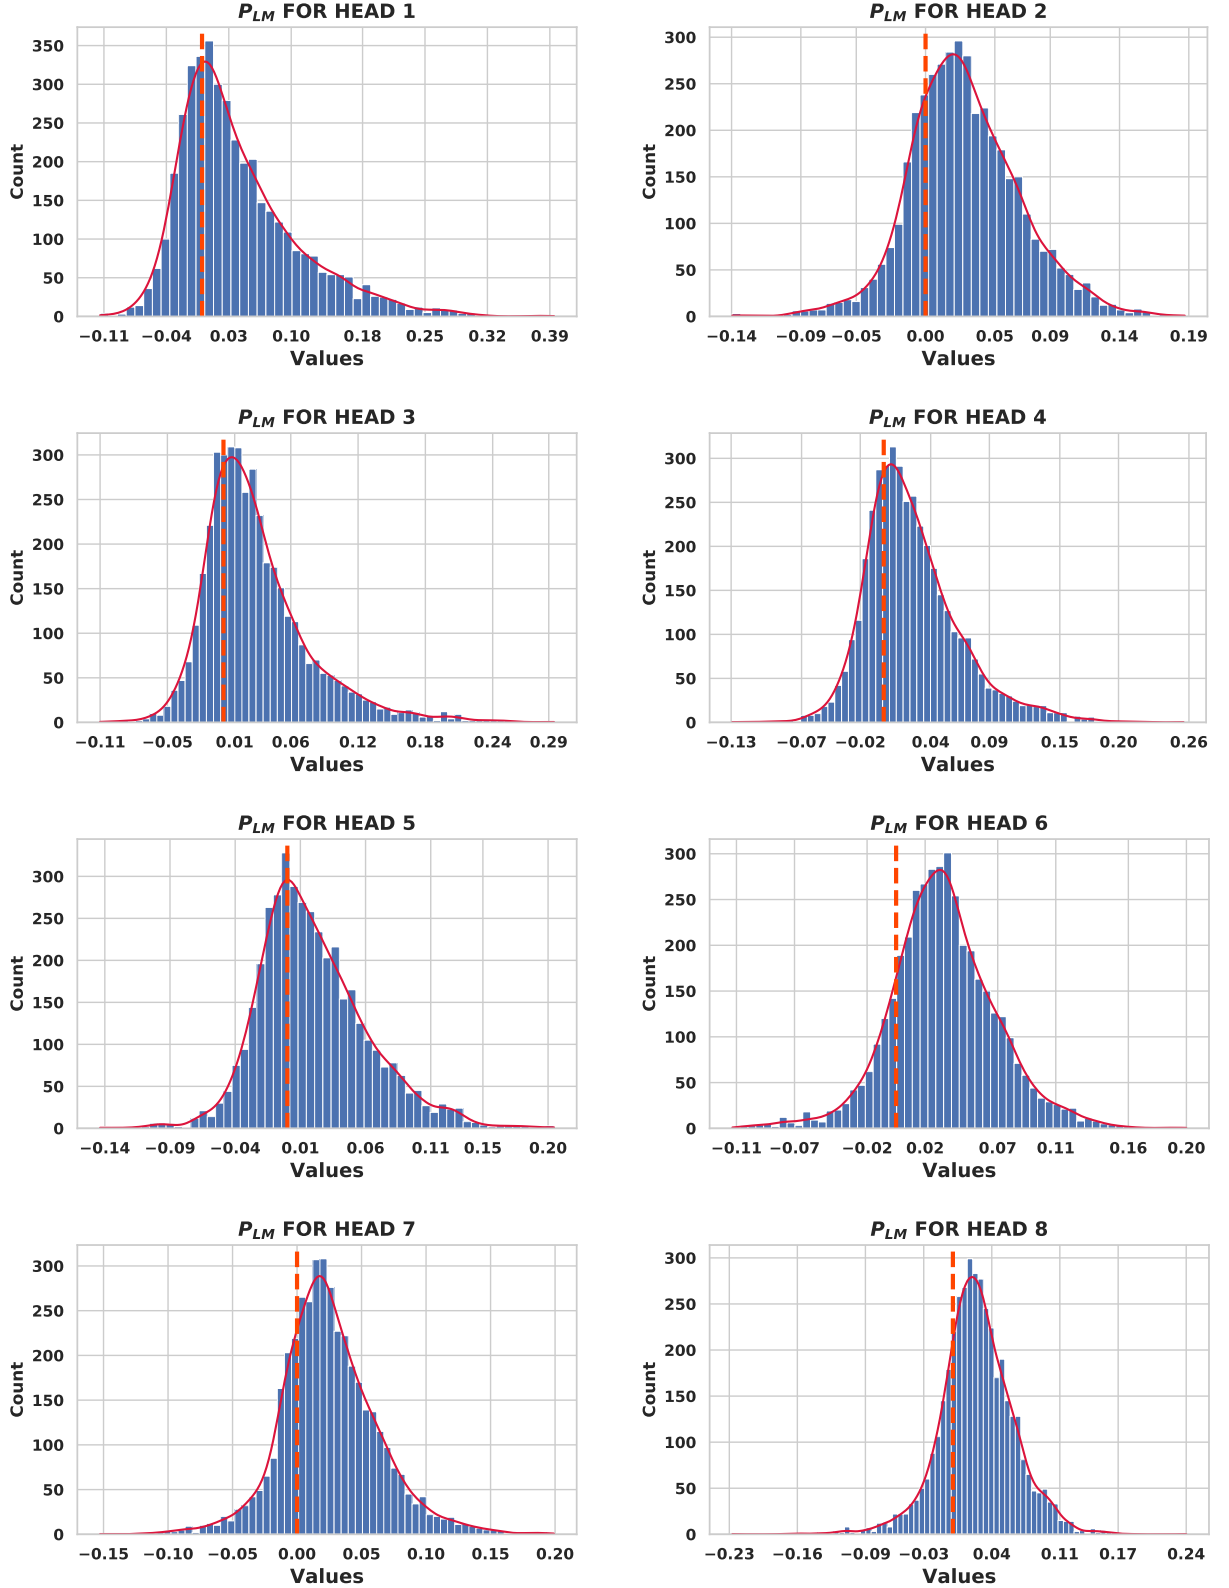 P_LM FOR HEAD 1
350
300
250
200
150
100
50
0
Count
−0.11 −0.04 0.03 0.10 0.18 0.25 0.32 0.39
Values
P_LM FOR HEAD 2
300
250
200
150
100
50
0
Count
−0.14 −0.09 −0.05 0.00 0.05 0.09 0.14 0.19
Values
P_LM FOR HEAD 3
300
250
200
150
100
50
0
Count
−0.11 −0.05 0.01 0.06 0.12 0.18 0.24 0.29
Values
P_LM FOR HEAD 4
300
250
200
150
100
50
0
Count
−0.13 −0.07 −0.02 0.04 0.09 0.15 0.20 0.26
Values
P_LM FOR HEAD 5
300
250
200
150
100
50
0
Count
−0.14 −0.09 −0.04 0.01 0.06 0.11 0.15 0.20
Values
P_LM FOR HEAD 6
300
250
200
150
100
50
0
Count
−0.11 −0.07 −0.02 0.02 0.07 0.11 0.16 0.20
Values
P_LM FOR HEAD 7
300
250
200
150
100
50
0
Count
−0.15 −0.10 −0.05 0.00 0.05 0.10 0.15 0.20
Values
P_LM FOR HEAD 8
300
250
200
150
100
50
0
Count
−0.23 −0.16 −0.09 −0.03 0.04 0.11 0.17 0.24
Values